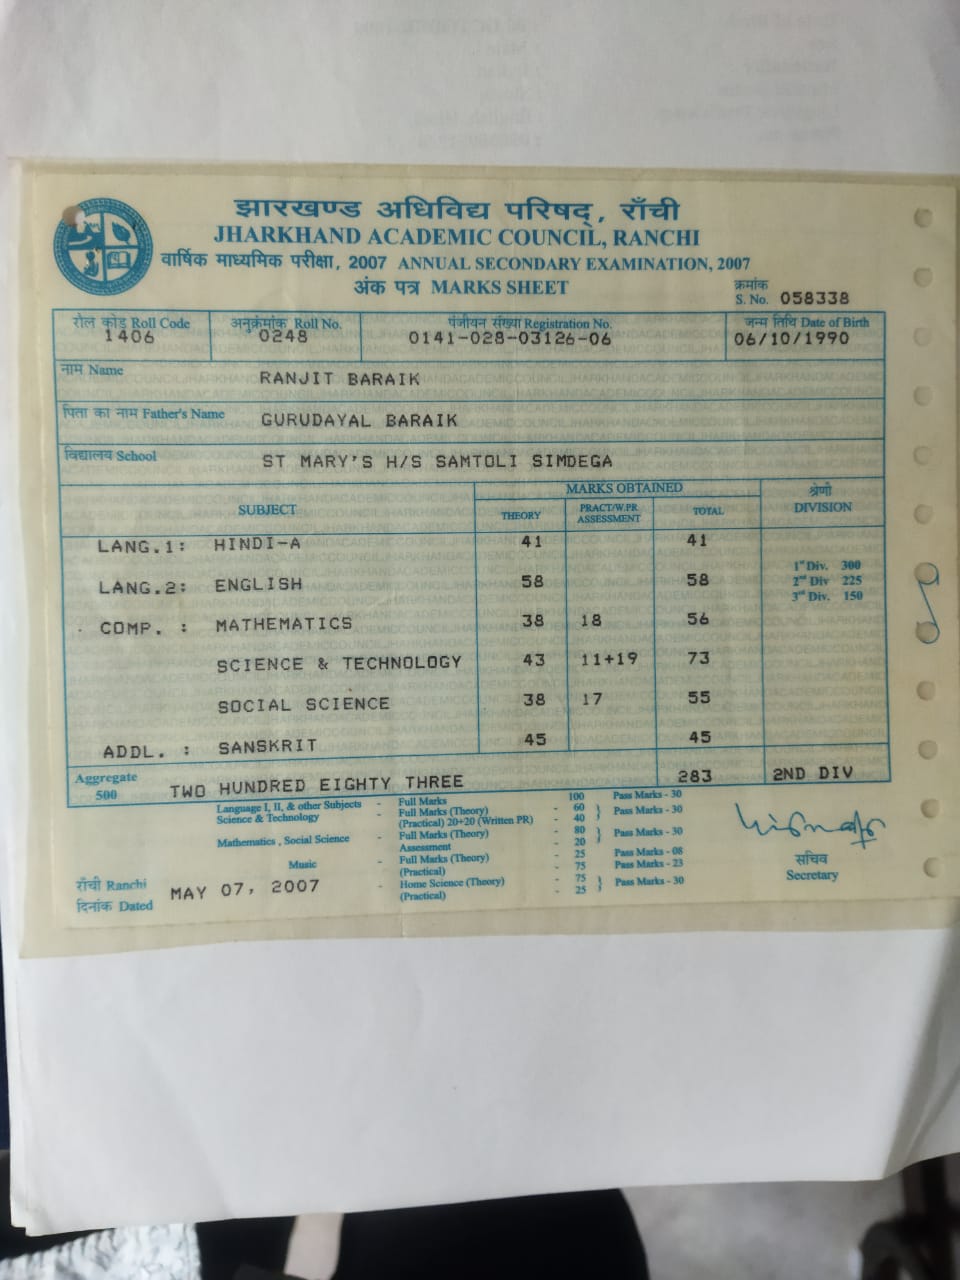 झारखण्ड अधिविद्य परिषद्, राँची
JHARKHAND ACADEMIC COUNCIL, RANCHI
वार्षिक माध्यमिक परीक्षा, 2007 ANNUAL SECONDARY EXAMINATION, 2007
अंक पत्र MARKS SHEET
क्रमांक
S. No. 058338
रोल कोड Roll Code अनुक्रमांक Roll No. पंजीयन संख्या Registration No. जन्म तिथि Date of Birth
1406 0248 0141-028-03126-06 06/10/1990
नाम Name RANJIT BARAIK
पिता का नाम Father's Name GURUDAYAL BARAIK
विद्यालय School ST MARY'S H/S SAMTOLI SIMDEGA
SUBJECT MARKS OBTAINED श्रेणी DIVISION
THEORY PRACT/W.PR ASSESSMENT TOTAL
LANG.1: HINDI-A 41 41
1st Div. 300
2nd Div 225
3rd Div. 150
LANG.2: ENGLISH 58 58
COMP. : MATHEMATICS 38 18 56
SCIENCE & TECHNOLOGY 43 11+19 73
SOCIAL SCIENCE 38 17 55
ADDL. : SANSKRIT 45 45
Aggregate 500 TWO HUNDRED EIGHTY THREE 283 2ND DIV
Language I, II, & other Subjects - Full Marks 100 Pass Marks - 30
Science & Technology - Full Marks (Theory) - 60 } Pass Marks - 30
(Practical) 20+20 (Written PR) - 40
Mathematics , Social Science - Full Marks (Theory) - 80 } Pass Marks - 30
Assessment - 20
Music - Full Marks (Theory) - 25 Pass Marks - 08
(Practical) - 75 Pass Marks - 23
- Home Science (Theory) - 75 } Pass Marks - 30
(Practical) - 25
राँची Ranchi
दिनांक Dated MAY 07, 2007
सचिव
Secretary